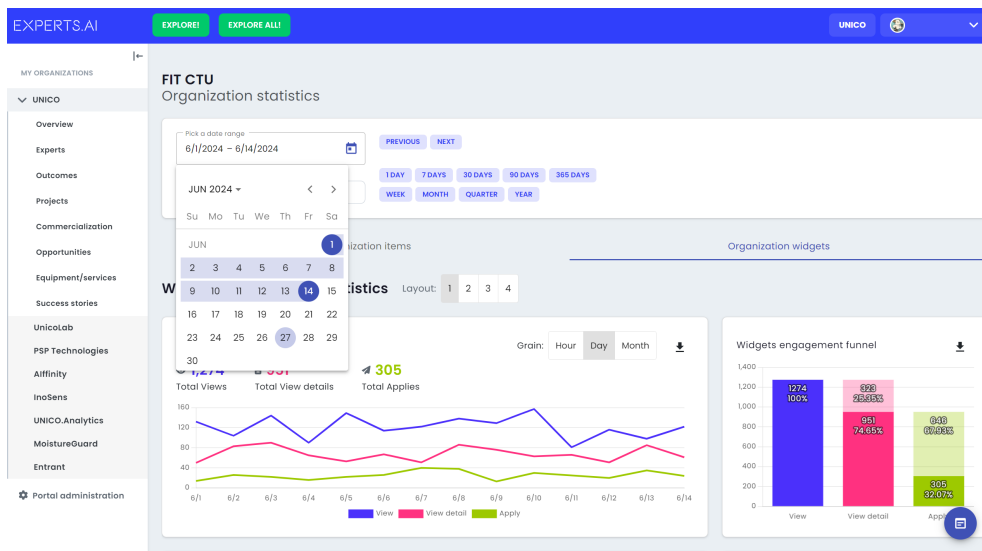 EXPERTS.AI
EXPLORE!
EXPLORE ALL!
UNICO
MY ORGANIZATIONS
UNICO
Overview
Experts
Outcomes
Projects
Commercialization
Opportunities
Equipment/services
Success stories
UnicoLab
PSP Technologies
AIffinity
InoSens
UNICO.Analytics
MoistureGuard
Entrant
Portal administration
FIT CTU
Organization statistics
Pick a date range
6/1/2024 – 6/14/2024
PREVIOUS NEXT
1 DAY 7 DAYS 30 DAYS 90 DAYS 365 DAYS
WEEK MONTH QUARTER YEAR
JUN 2024
Su Mo Tu We Th Fr Sa
JUN 1
2 3 4 5 6 7 8
9 10 11 12 13 14 15
16 17 18 19 20 21 22
23 24 25 26 27 28 29
30
items
Organization widgets
Layout: 1 2 3 4
Grain: Hour Day Month
1,274 951 305
Total Views Total View details Total Applies
160
120
80
40
0
6/1 6/2 6/3 6/4 6/5 6/6 6/7 6/8 6/9 6/10 6/11 6/12 6/13 6/14
View View detail Apply
Widgets engagement funnel
1,400
1,200
1,000
800
600
400
200
0
1274
100%
323
25.35%
951
74.65%
646
67.93%
305
32.07%
View View detail